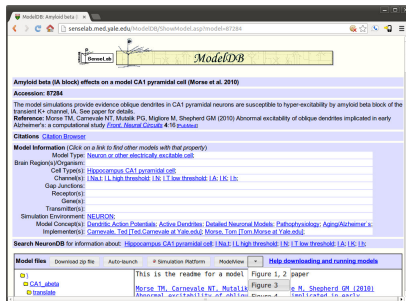 ModelDB: Amyloid beta (I
senselab.med.yale.edu/ModelDB/ShowModel.asp?model=87284
SenseLab
ModelDB
Amyloid beta (IA block) effects on a model CA1 pyramidal cell (Morse et al. 2010)
Accession: 87284
The model simulations provide evidence oblique dendrites in CA1 pyramidal neurons are susceptible to hyper-excitability by amyloid beta block of the
transient K+ channel, IA. See paper for details.
Reference: Morse TM, Carnevale NT, Mutalik PG, Migliore M, Shepherd GM (2010) Abnormal excitability of oblique dendrites implicated in early
Alzheimer's: a computational study Front. Neural Circuits 4:16 [PubMed]
Citations Citation Browser
Model Information (Click on a link to find other models with that property)
Model Type: Neuron or other electrically excitable cell;
Brain Region(s)/Organism:
Cell Type(s): Hippocampus CA1 pyramidal cell;
Channel(s): I Na,t; I L high threshold; I N; I T low threshold; I A; I K; I h;
Gap Junctions:
Receptor(s):
Gene(s):
Transmitter(s):
Simulation Environment: NEURON;
Model Concept(s): Dendritic Action Potentials; Active Dendrites; Detailed Neuronal Models; Pathophysiology; Aging/Alzheimer`s;
Implementer(s): Carnevale, Ted [Ted.Carnevale at Yale.edu]; Morse, Tom [Tom.Morse at Yale.edu];
Search NeuronDB for information about: Hippocampus CA1 pyramidal cell; I Na,t; I L high threshold; I N; I T low threshold; I A; I K; I h;
Model files Download zip file Auto-launch Simulation Platform ModelView Help downloading and running models
Figure 1, 2
Figure 3
\
CA1_abeta
translate
This is the readme for a model paper
Morse TM, Carnevale NT, Mutalik e M, Shepherd GM (2010)
Abnormal excitability of obliqu implicated in early